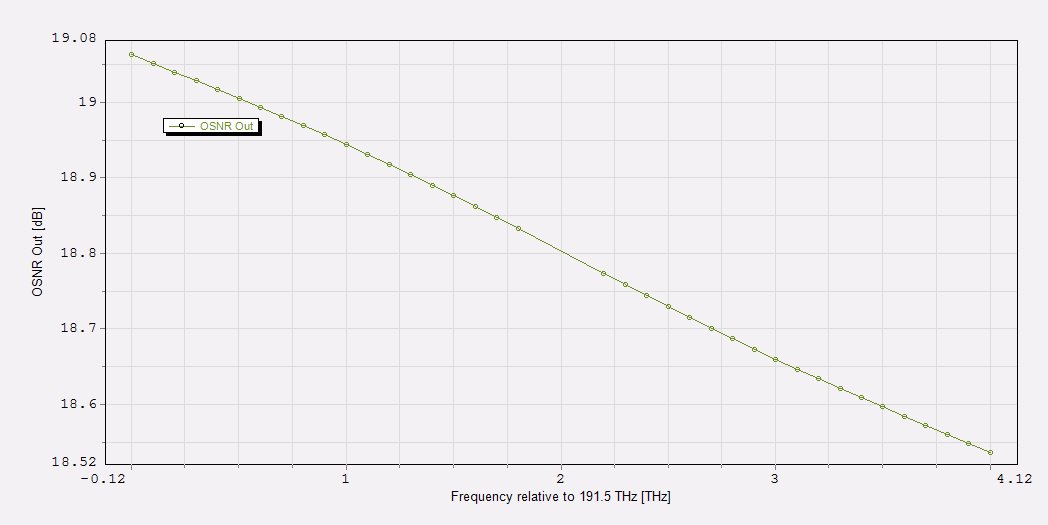 19.08
19
OSNR Out
18.9
OSNR Out [dB]
18.8
18.7
18.6
18.52
-0.12 1 2 3 4.12
Frequency relative to 191.5 THz [THz]